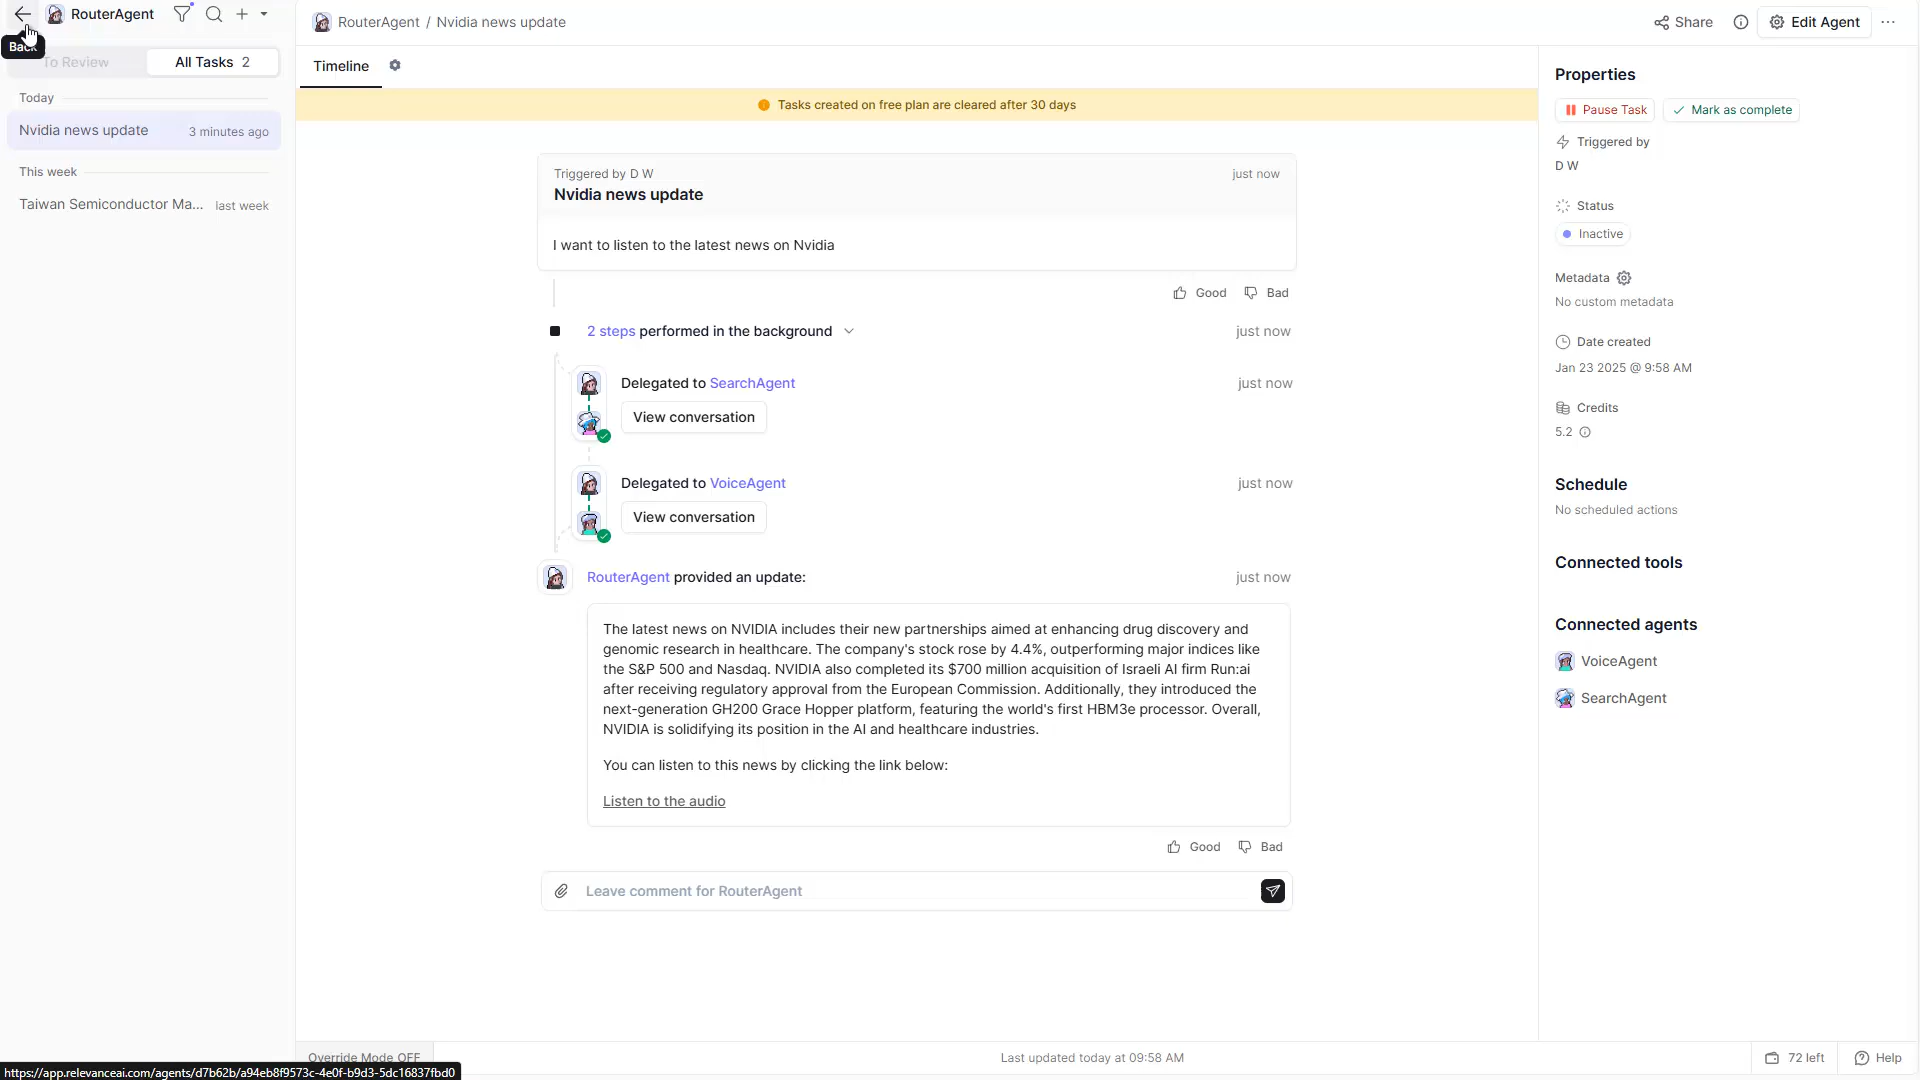 RouterAgent
Back
To Review
All Tasks 2
Today
Nvidia news update 3 minutes ago
This week
Taiwan Semiconductor Ma... last week
RouterAgent / Nvidia news update
Share
Edit Agent
Timeline
Tasks created on free plan are cleared after 30 days
Triggered by D W just now
Nvidia news update
I want to listen to the latest news on Nvidia
Good Bad
2 steps performed in the background just now
Delegated to SearchAgent just now
View conversation
Delegated to VoiceAgent just now
View conversation
RouterAgent provided an update: just now
The latest news on NVIDIA includes their new partnerships aimed at enhancing drug discovery and
genomic research in healthcare. The company's stock rose by 4.4%, outperforming major indices like
the S&P 500 and Nasdaq. NVIDIA also completed its $700 million acquisition of Israeli AI firm Run:ai
after receiving regulatory approval from the European Commission. Additionally, they introduced the
next-generation GH200 Grace Hopper platform, featuring the world's first HBM3e processor. Overall,
NVIDIA is solidifying its position in the AI and healthcare industries.
You can listen to this news by clicking the link below:
Listen to the audio
Good Bad
Leave comment for RouterAgent
Properties
Pause Task
Mark as complete
Triggered by
D W
Status
Inactive
Metadata
No custom metadata
Date created
Jan 23 2025 @ 9:58 AM
Credits
5.2
Schedule
No scheduled actions
Connected tools
Connected agents
VoiceAgent
SearchAgent
Override Mode OFF
Last updated today at 09:58 AM
72 left
Help
https://app.relevanceai.com/agents/d7b62b/a94eb8f9573c-4e0f-b9d3-5dc16837fbd0